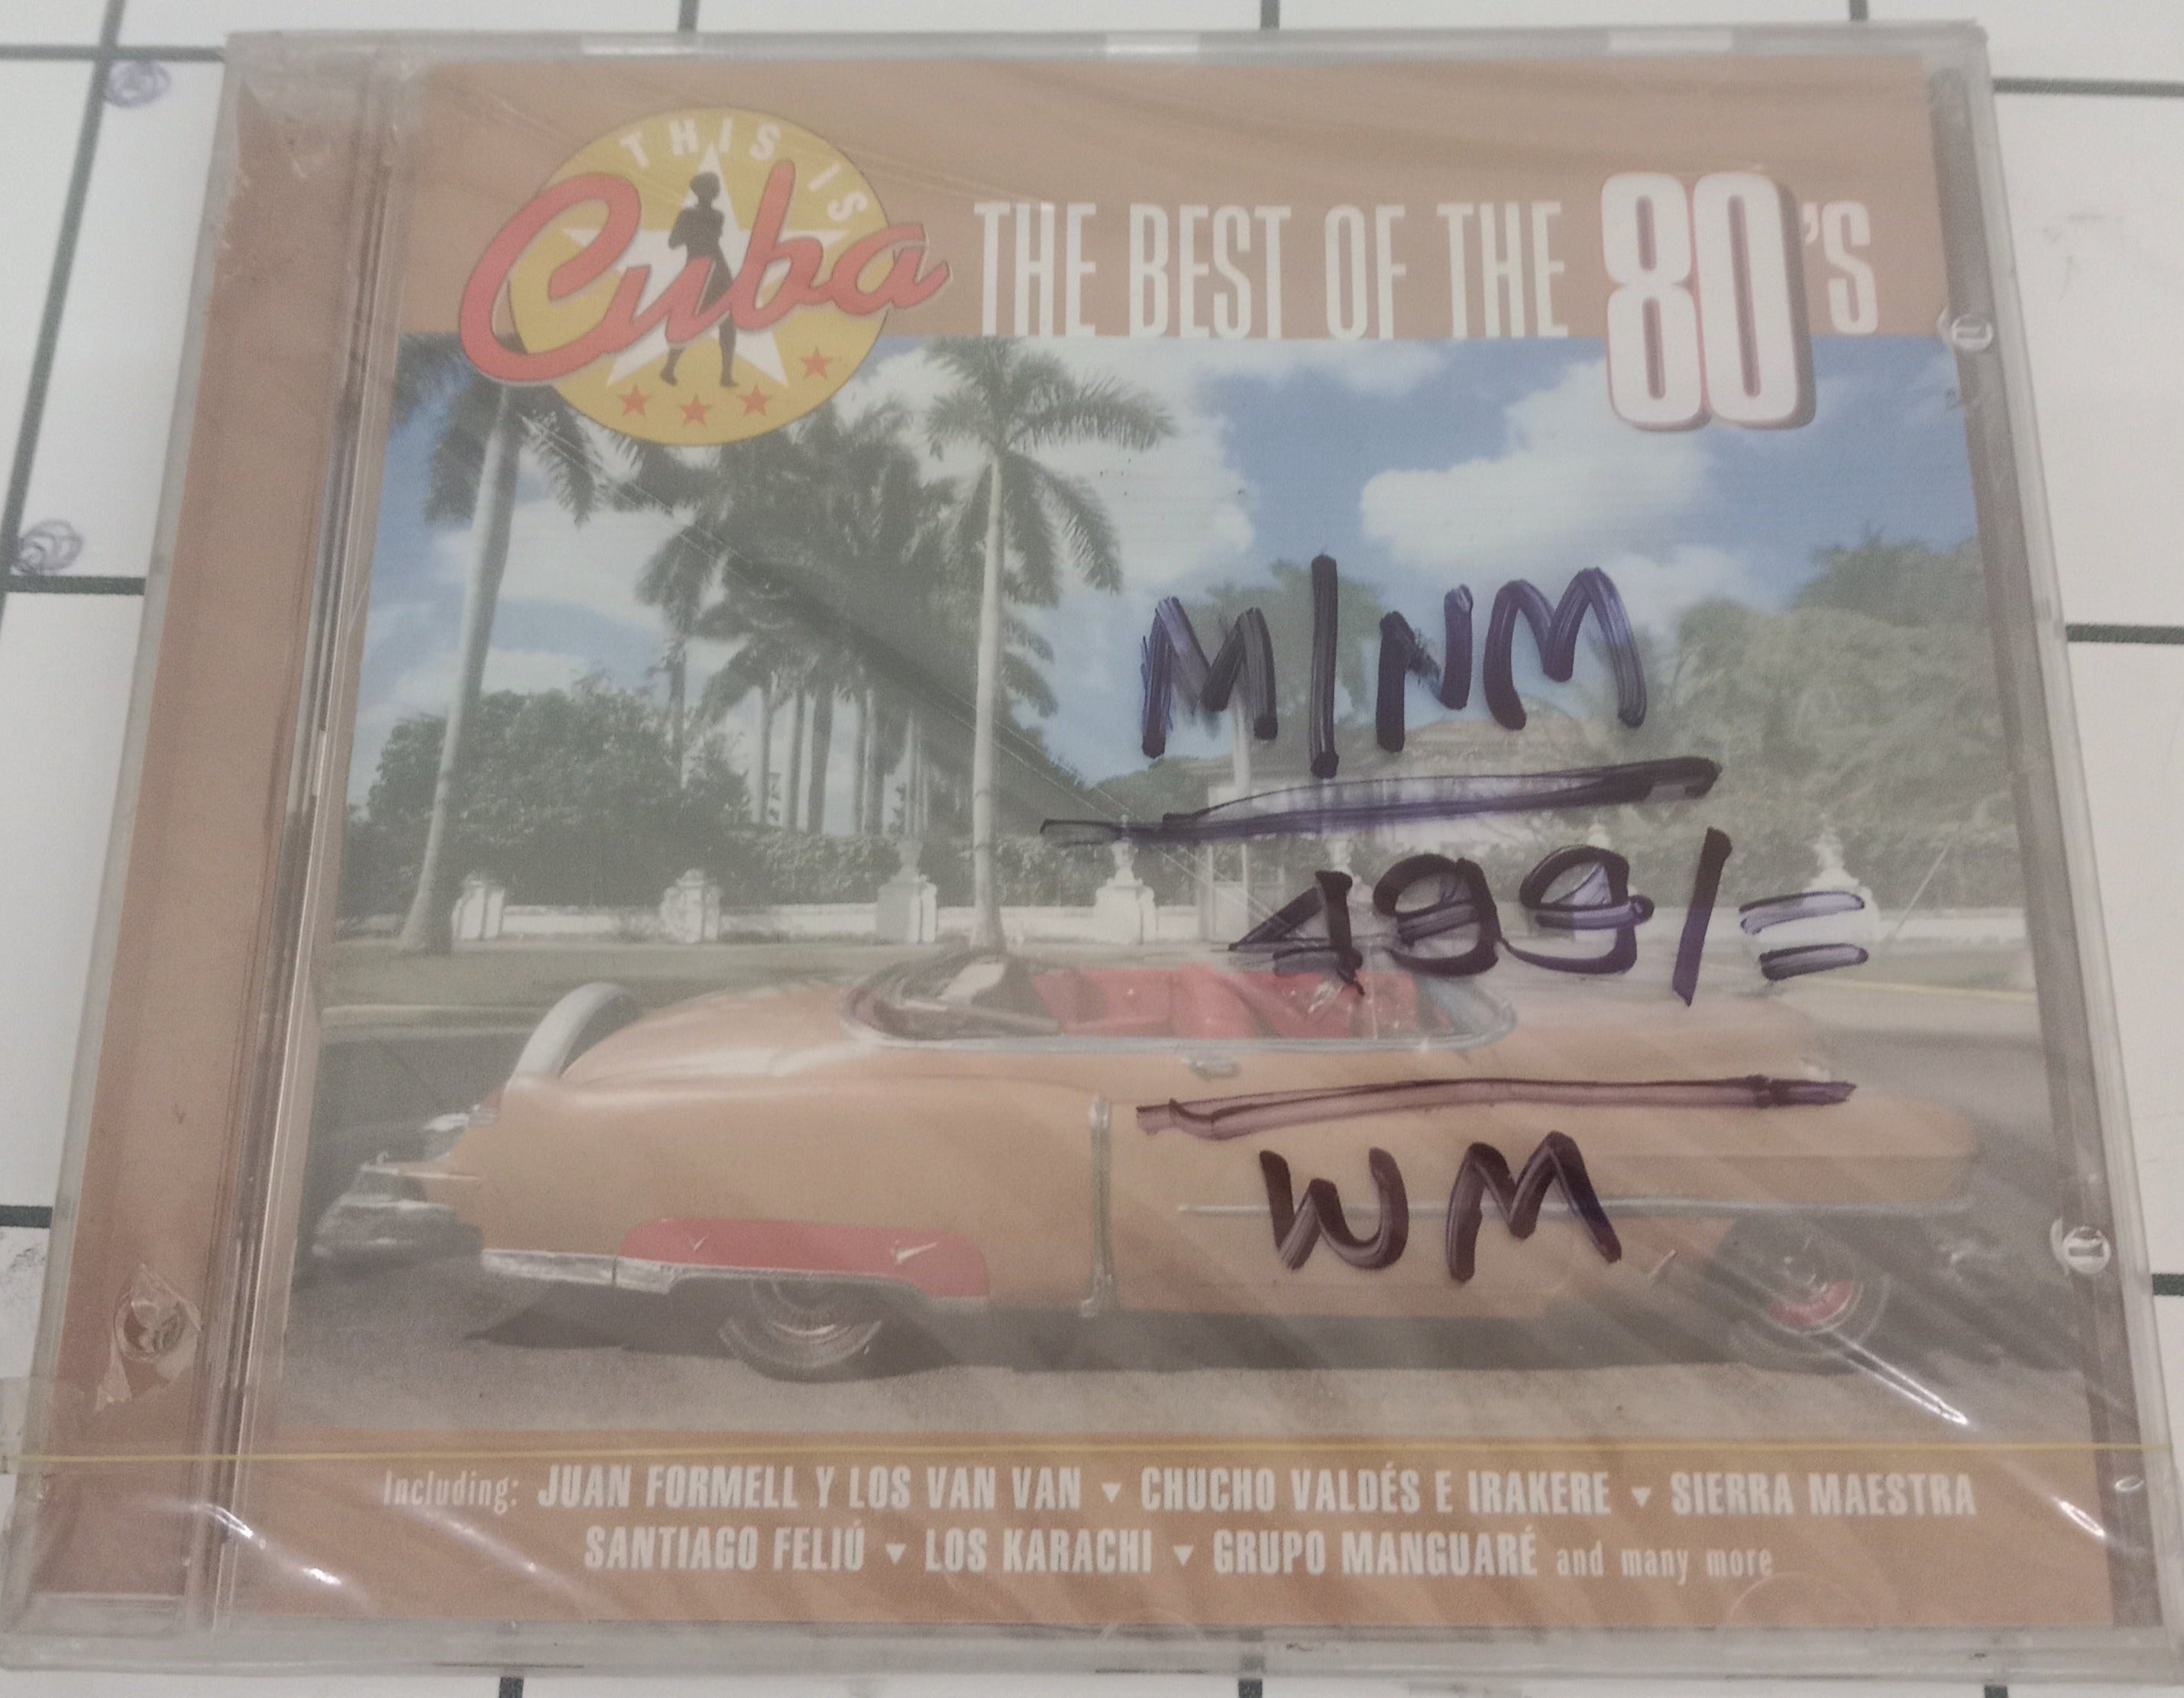 THIS IS
Cuba
THE BEST OF THE 80'S
M/NM
499/=
WM
Including: JUAN FORMELL Y LOS VAN VAN ▾ CHUCHO VALDÉS E IRAKERE ▾ SIERRA MAESTRA
SANTIAGO FELIÚ ▾ LOS KARACHI ▾ GRUPO MANGUARÉ and many more